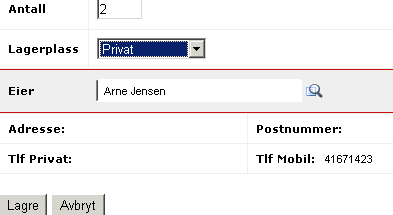 Antall 2
Lagerplass Privat
Eier Arne Jensen
Adresse: Postnummer:
Tlf Privat: Tlf Mobil: 41671423
Lagre Avbryt